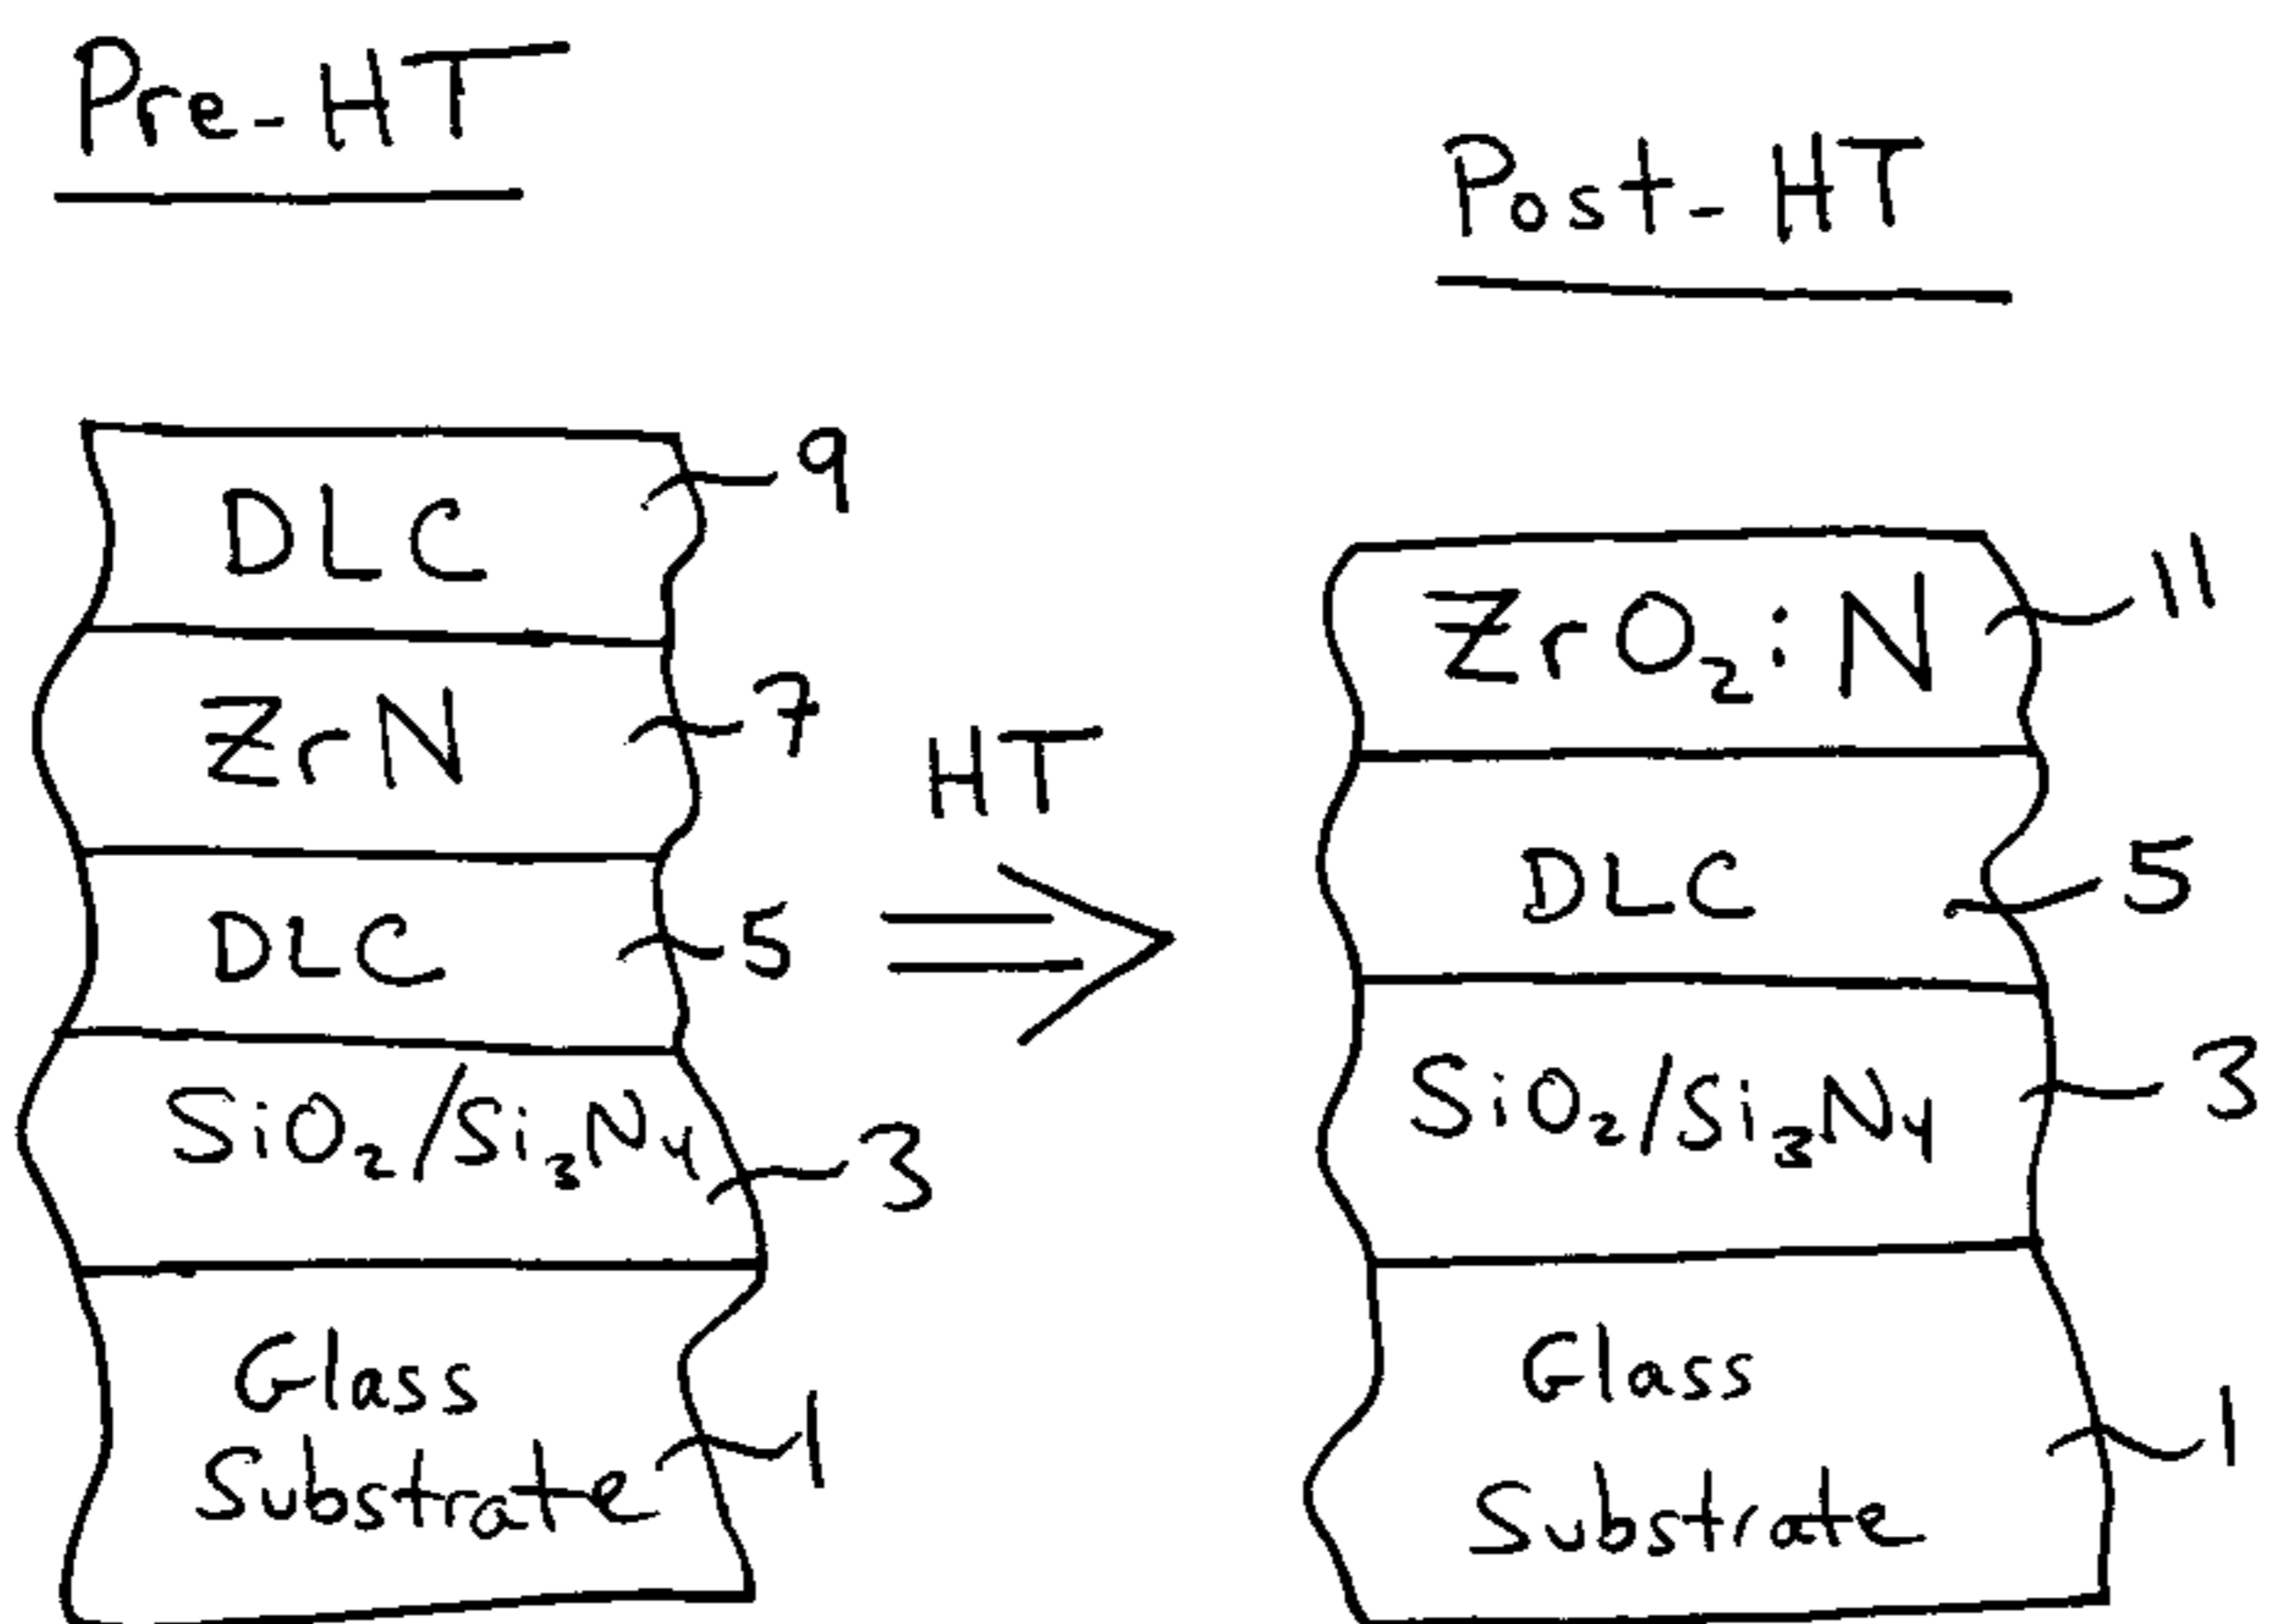 Pre-HT
DLC 9
ZrN 7
DLC 5
SiO₂/Si₃N₄ 3
Glass
Substrate 1
HT
Post-HT
ZrO₂:N 11
DLC 5
SiO₂/Si₃N₄ 3
Glass
Substrate 1